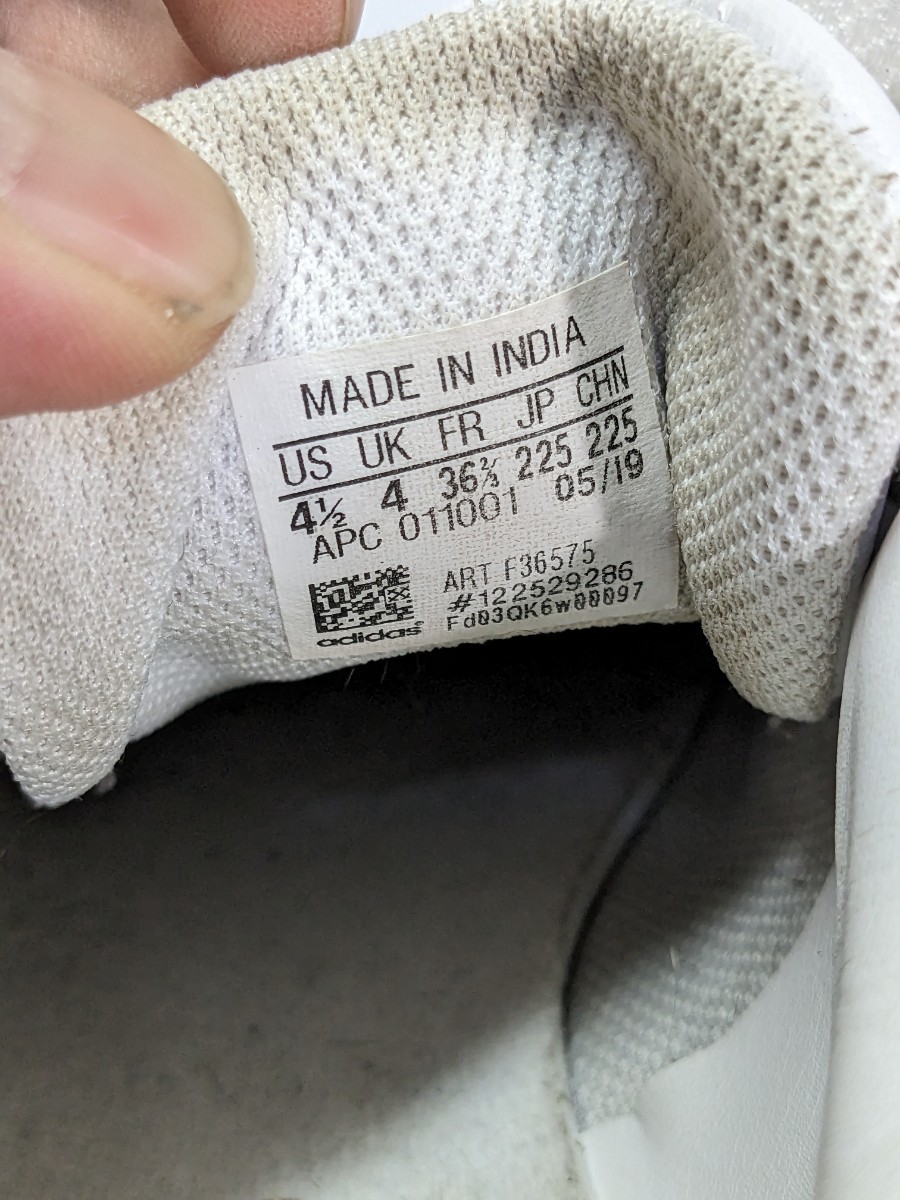 MADE IN INDIA
US UK FR JP CHN
4½ 4 36⅔ 225 225
APC 011001 05/19
ART F36575
#122529286
Fd03QK6w00097
adidas